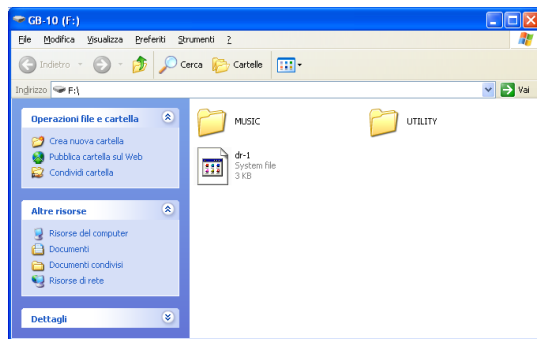 GB-10 (F:)
File Modifica Visualizza Preferiti Strumenti ?
Indietro Cerca Cartelle
Indirizzo F:\ Vai
Operazioni file e cartella
Crea nuova cartella
Pubblica cartella sul Web
Condividi cartella
Altre risorse
Risorse del computer
Documenti
Documenti condivisi
Risorse di rete
Dettagli
MUSIC
UTILITY
dr-1
System file
3 KB